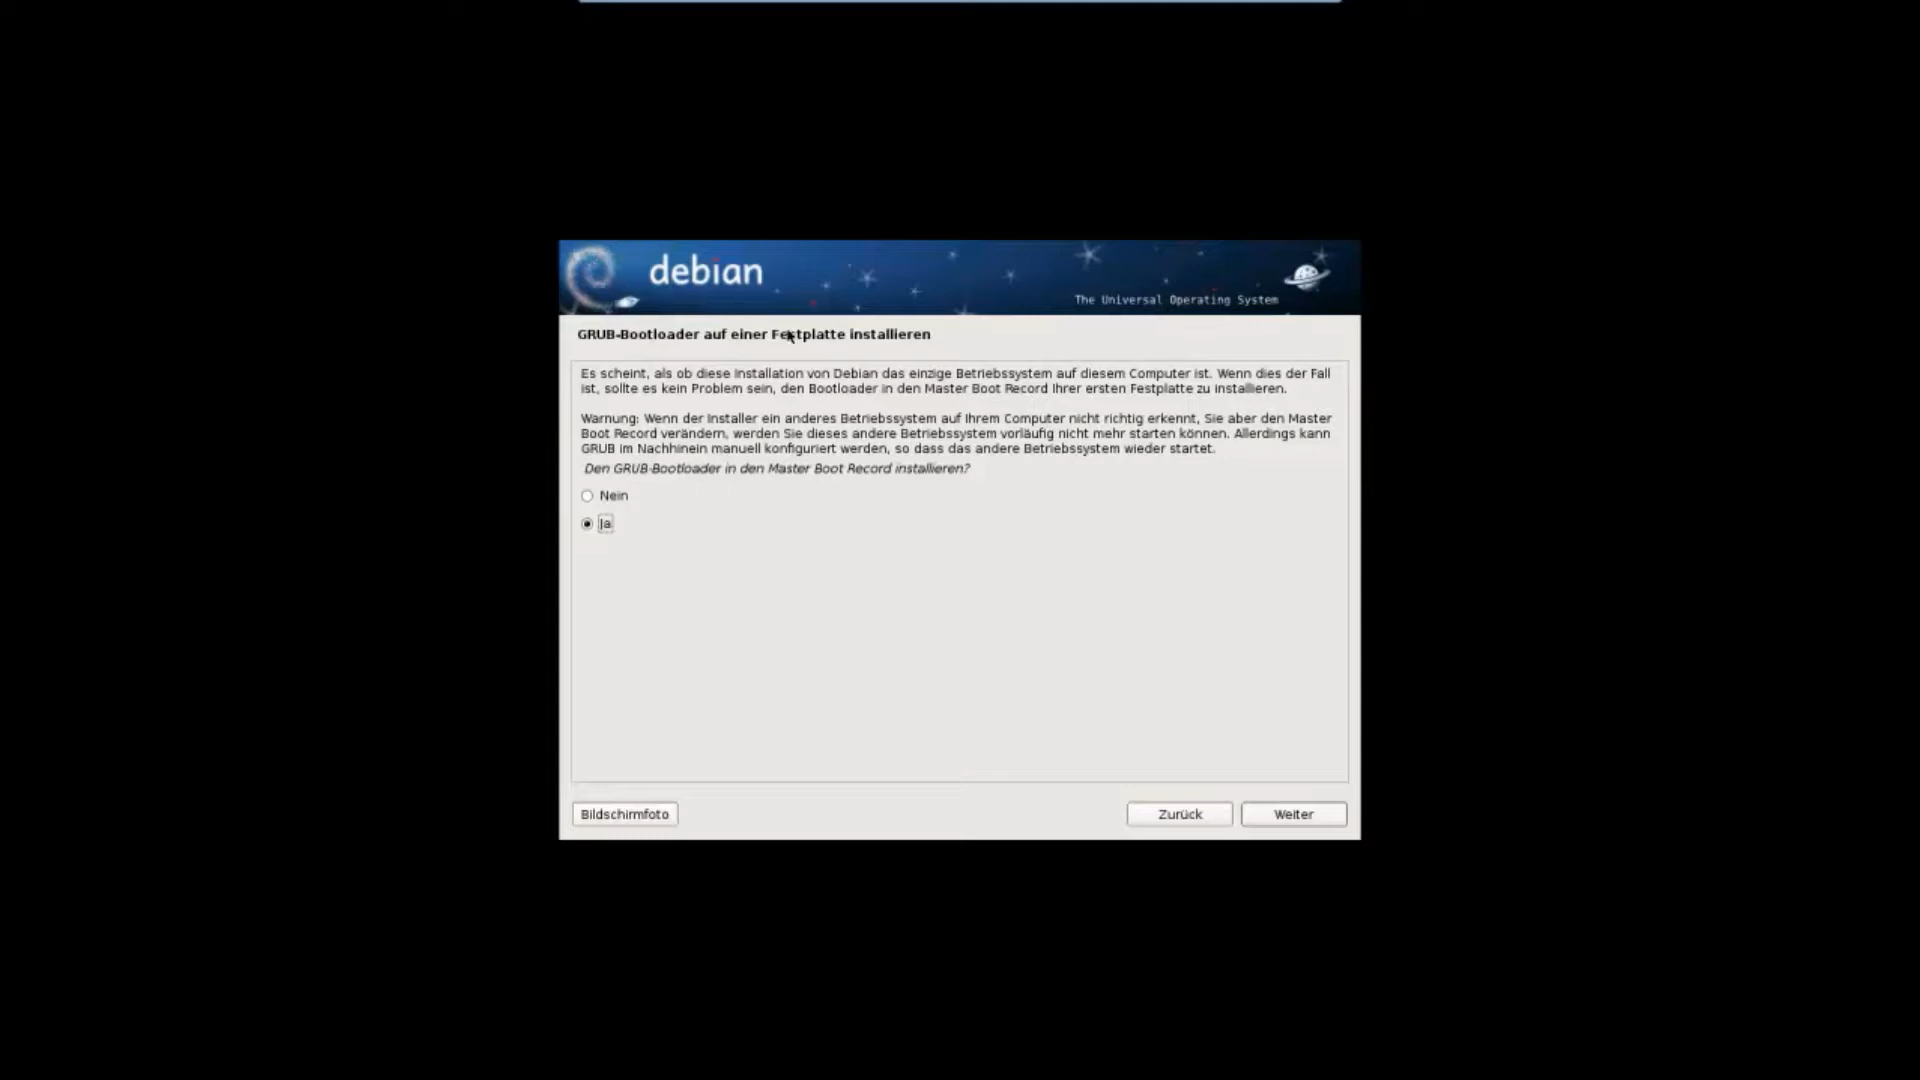 debian
The Universal Operating System
GRUB-Bootloader auf einer Festplatte installieren
Es scheint, als ob diese Installation von Debian das einzige Betriebssystem auf diesem Computer ist. Wenn dies der Fall
ist, sollte es kein Problem sein, den Bootloader in den Master Boot Record Ihrer ersten Festplatte zu installieren.
Warnung: Wenn der Installer ein anderes Betriebssystem auf Ihrem Computer nicht richtig erkennt, Sie aber den Master
Boot Record verändern, werden Sie dieses andere Betriebssystem vorläufig nicht mehr starten können. Allerdings kann
GRUB im Nachhinein manuell konfiguriert werden, so dass das andere Betriebssystem wieder startet.
Den GRUB-Bootloader in den Master Boot Record installieren?
Nein
Ja
Bildschirmfoto
Zurück
Weiter